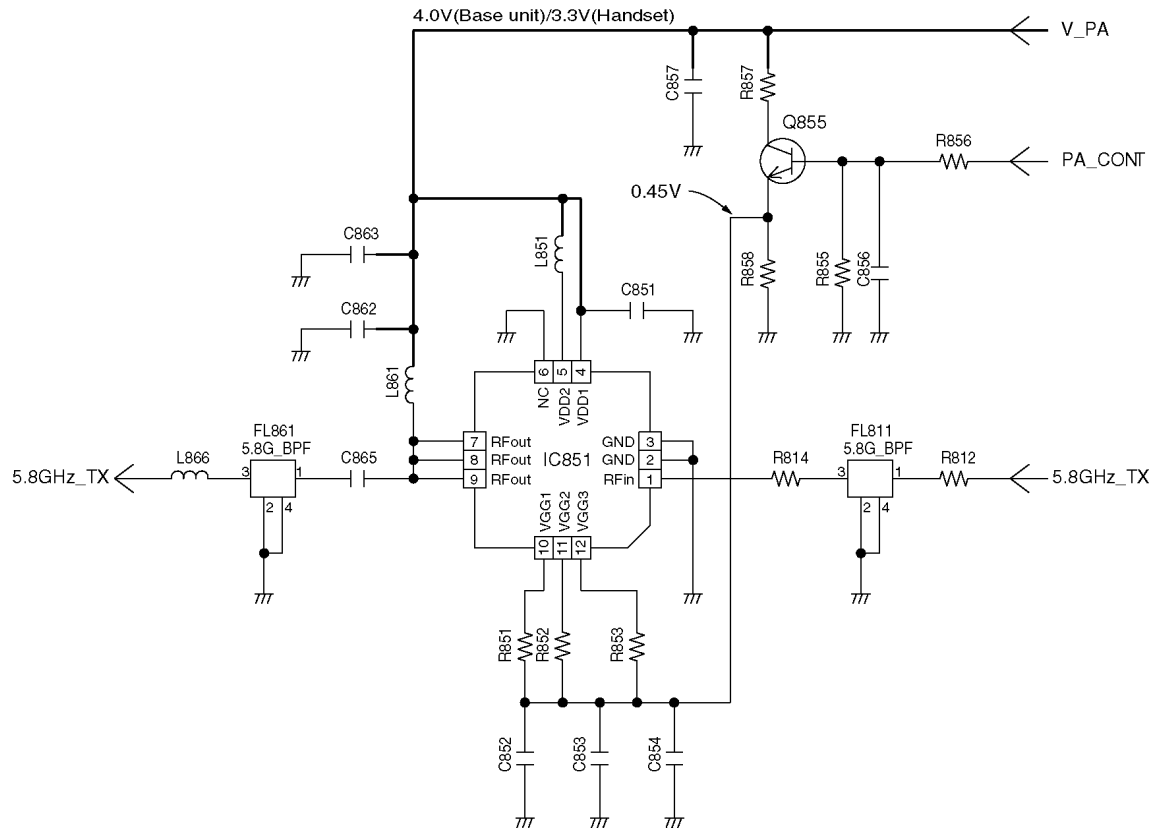 4.0V(Base unit)/3.3V(Handset)
V_PA
C857
R857
Q855
R856
PA_CONT
0.45V
C863
L851
R858
R855
C856
C862
C851
L861
6
5
4
NC
VDD2
VDD1
FL861
5.8G_BPF
FL811
5.8G_BPF
5.8GHz_TX
L866
3
1
2
4
C865
7
RFout
8
RFout
9
RFout
IC851
GND
3
GND
2
RFin
1
R814
3
1
2
4
R812
5.8GHz_TX
VGG1
VGG2
VGG3
10
11
12
R851
R852
R853
C852
C853
C854